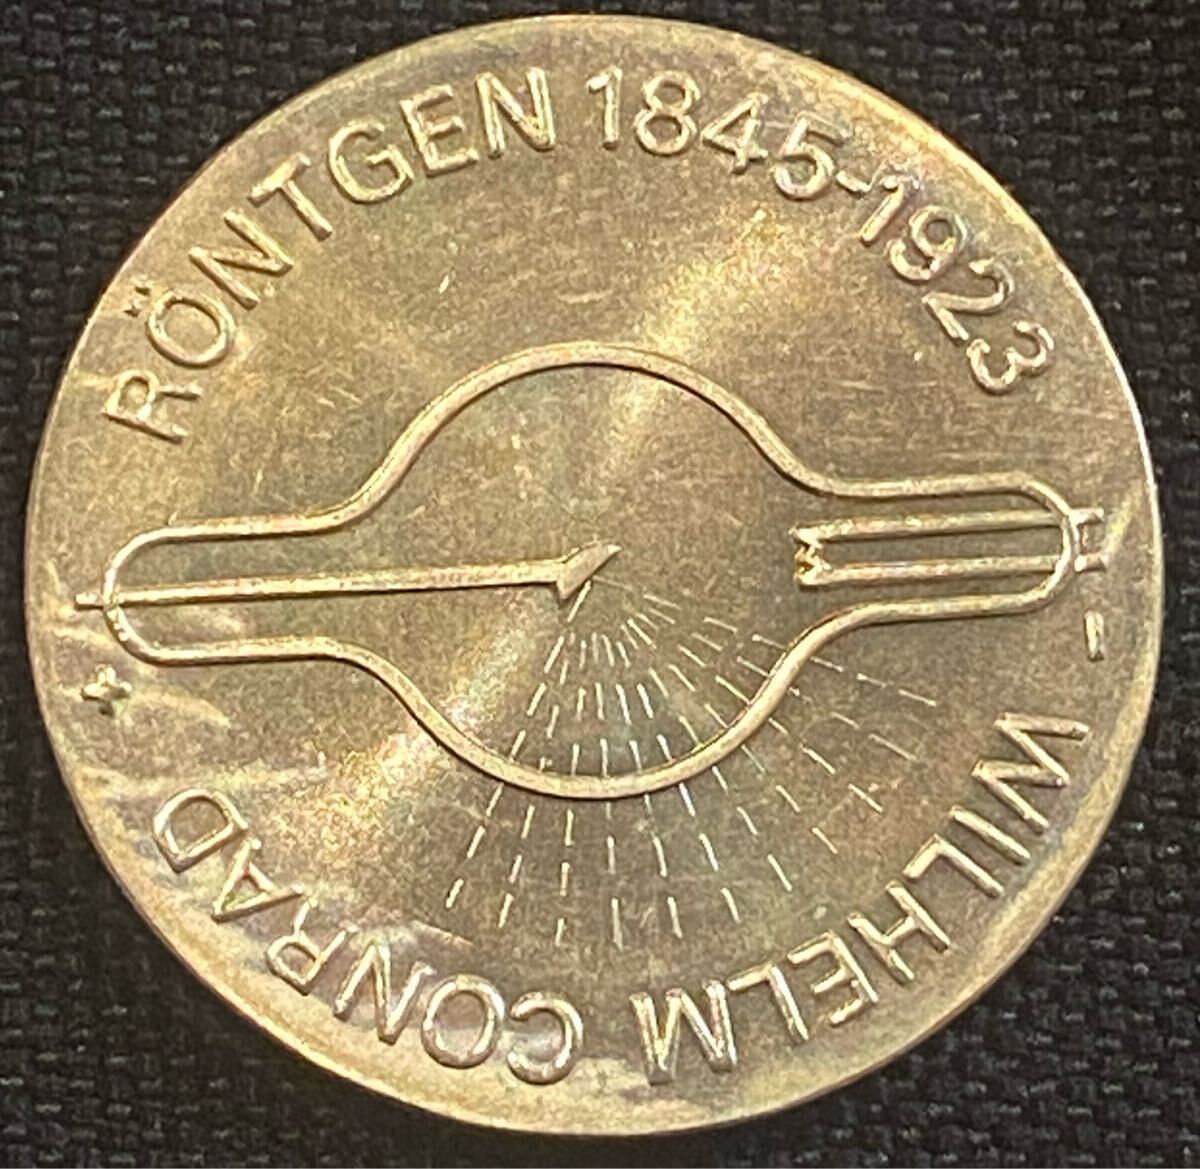 WILHELM CONRAD
RÖNTGEN 1845-1923
+
-